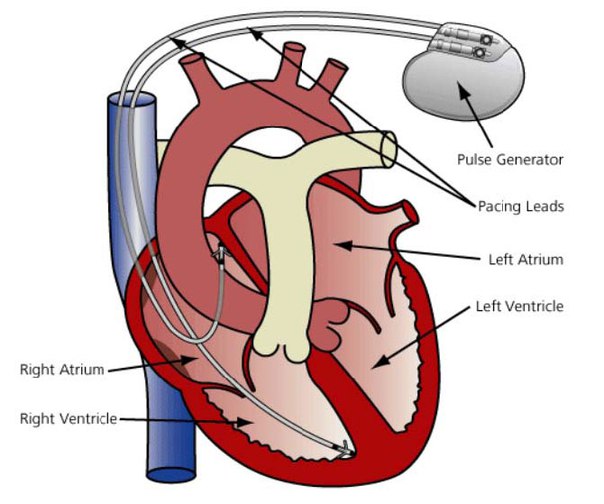 Pulse Generator
Pacing Leads
Left Atrium
Left Ventricle
Right Atrium
Right Ventricle